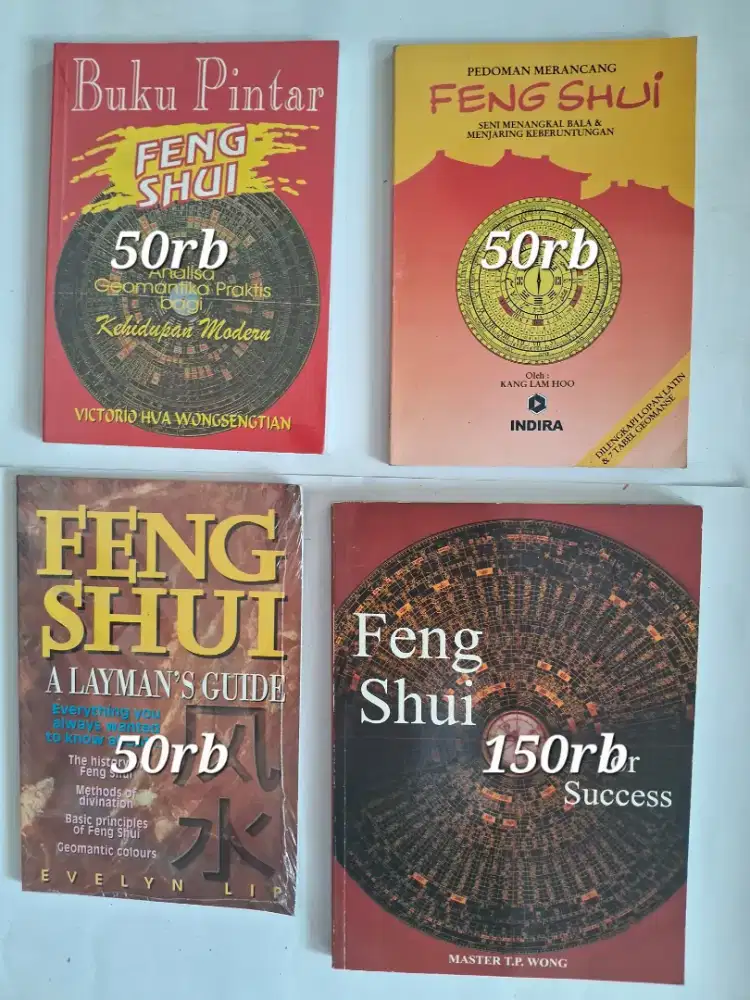 Buku Pintar
FENG
SHUI
50rb
Analisa
Geomantika Praktis
bagi
Kehidupan Modern
VICTORIO HUA WONGSENGTIAN
PEDOMAN MERANCANG
FENG SHUI
SENI MENANGKAL BALA &
MENJARING KEBERUNTUNGAN
50rb
Oleh :
KANG LAM HOO
INDIRA
DILENGKAPI LOPAN LATIN
& 7 TABEL GEOMANSE
FENG
SHUI
A LAYMAN'S GUIDE
Everything you
always wanted
to know
50rb
The history
Feng Shui
Methods of
divination
Basic principles
of Feng Shui
Geomantic colours
风
水
EVELYN LIP
Feng
Shui
150rb
Success
MASTER T.P. WONG